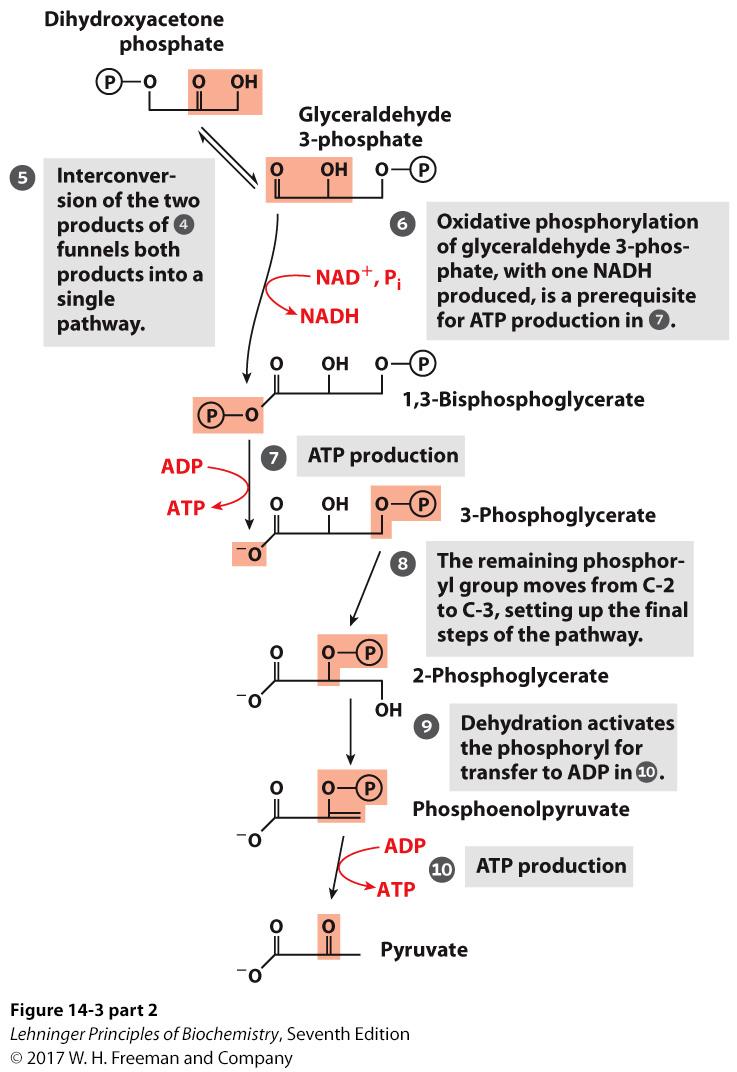 Dihydroxyacetone
phosphate
P O O OH
Glyceraldehyde
3-phosphate
O OH O P
5 Interconver-
sion of the two
products of 4
funnels both
products into a
single
pathway.
6 Oxidative phosphorylation
of glyceraldehyde 3-phos-
phate, with one NADH
produced, is a prerequisite
for ATP production in 7.
NAD⁺, Pᵢ
NADH
O OH O P
P O
1,3-Bisphosphoglycerate
7 ATP production
ADP
ATP
O OH O P
⁻O
3-Phosphoglycerate
8 The remaining phosphor-
yl group moves from C-2
to C-3, setting up the final
steps of the pathway.
O O P
2-Phosphoglycerate
⁻O
OH
9 Dehydration activates
the phosphoryl for
transfer to ADP in 10.
O O P
Phosphoenolpyruvate
⁻O
ADP
ATP
10 ATP production
O O
Pyruvate
⁻O
Figure 14-3 part 2
Lehninger Principles of Biochemistry, Seventh Edition
© 2017 W. H. Freeman and Company